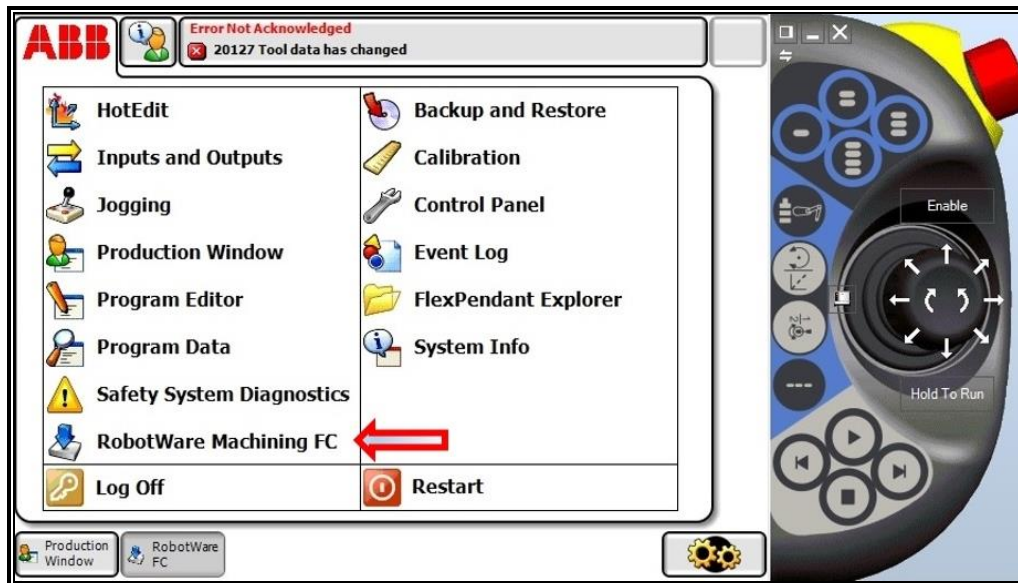 ABB
Error Not Acknowledged
20127 Tool data has changed
HotEdit
Inputs and Outputs
Jogging
Production Window
Program Editor
Program Data
Safety System Diagnostics
RobotWare Machining FC
Log Off
Backup and Restore
Calibration
Control Panel
Event Log
FlexPendant Explorer
System Info
Restart
Production
Window
RobotWare
FC
Enable
Hold To Run